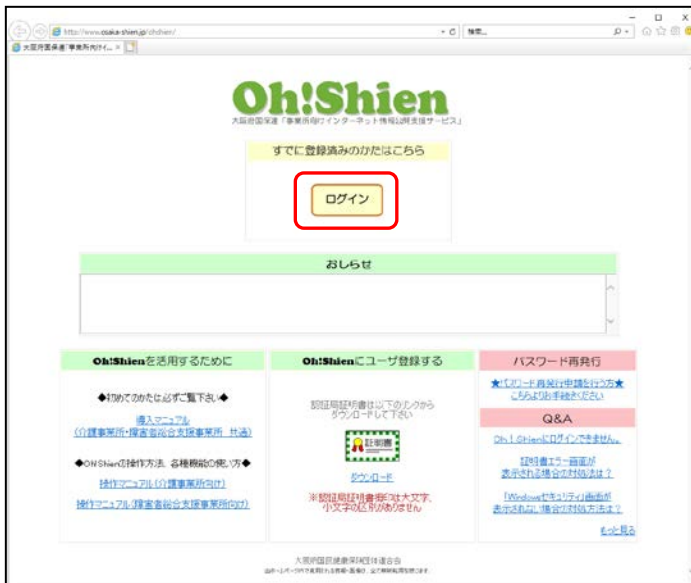 http://www.osaka-shien.jp/ohshien/
検索...
大阪府国保連「事業所向けイ...
Oh!Shien
大阪府国保連「事業所向けインターネット情報公開支援サービス」
すでに登録済みのかたはこちら
ログイン
おしらせ
Oh!Shienを活用するために
◆初めてのかたは必ずご覧下さい◆
導入マニュアル
(介護事業所・障害者総合支援事業所 共通)
◆Oh!Shienの操作方法、各種機能の使い方◆
操作マニュアル(介護事業所向け)
操作マニュアル(障害者総合支援事業所向け)
Oh!Shienにユーザ登録する
認証局証明書は以下のリンクから
ダウンロードして下さい
証明書
ダウンロード
※認証局証明書拇印は大文字、
小文字の区別がありません
パスワード再発行
★パスワード再発行申請を行う方★
こちらよりお手続きください
Q&A
Oh！Shienにログインできません。
証明書エラー画面が
表示される場合の対処法は？
「Windowsセキュリティ」画面が
表示されない場合の対処方法は？
もっと見る
大阪府国民健康保険団体連合会